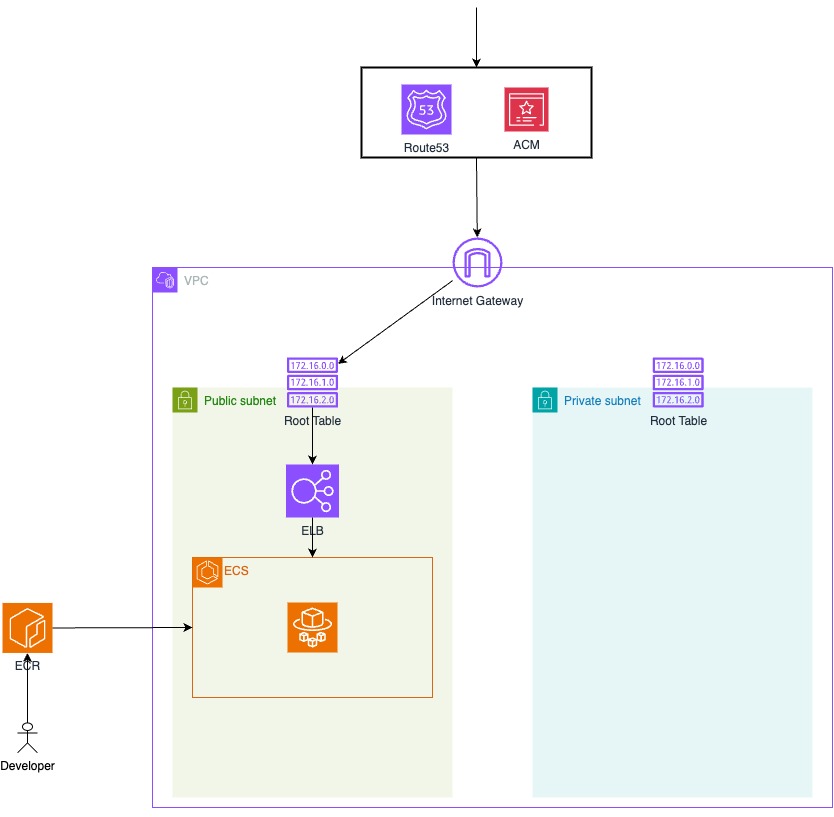 53
Route53
ACM
VPC
Internet Gateway
172.16.0.0
172.16.1.0
172.16.2.0
Root Table
Public subnet
172.16.0.0
172.16.1.0
172.16.2.0
Root Table
Private subnet
ELB
ECS
ECR
Developer